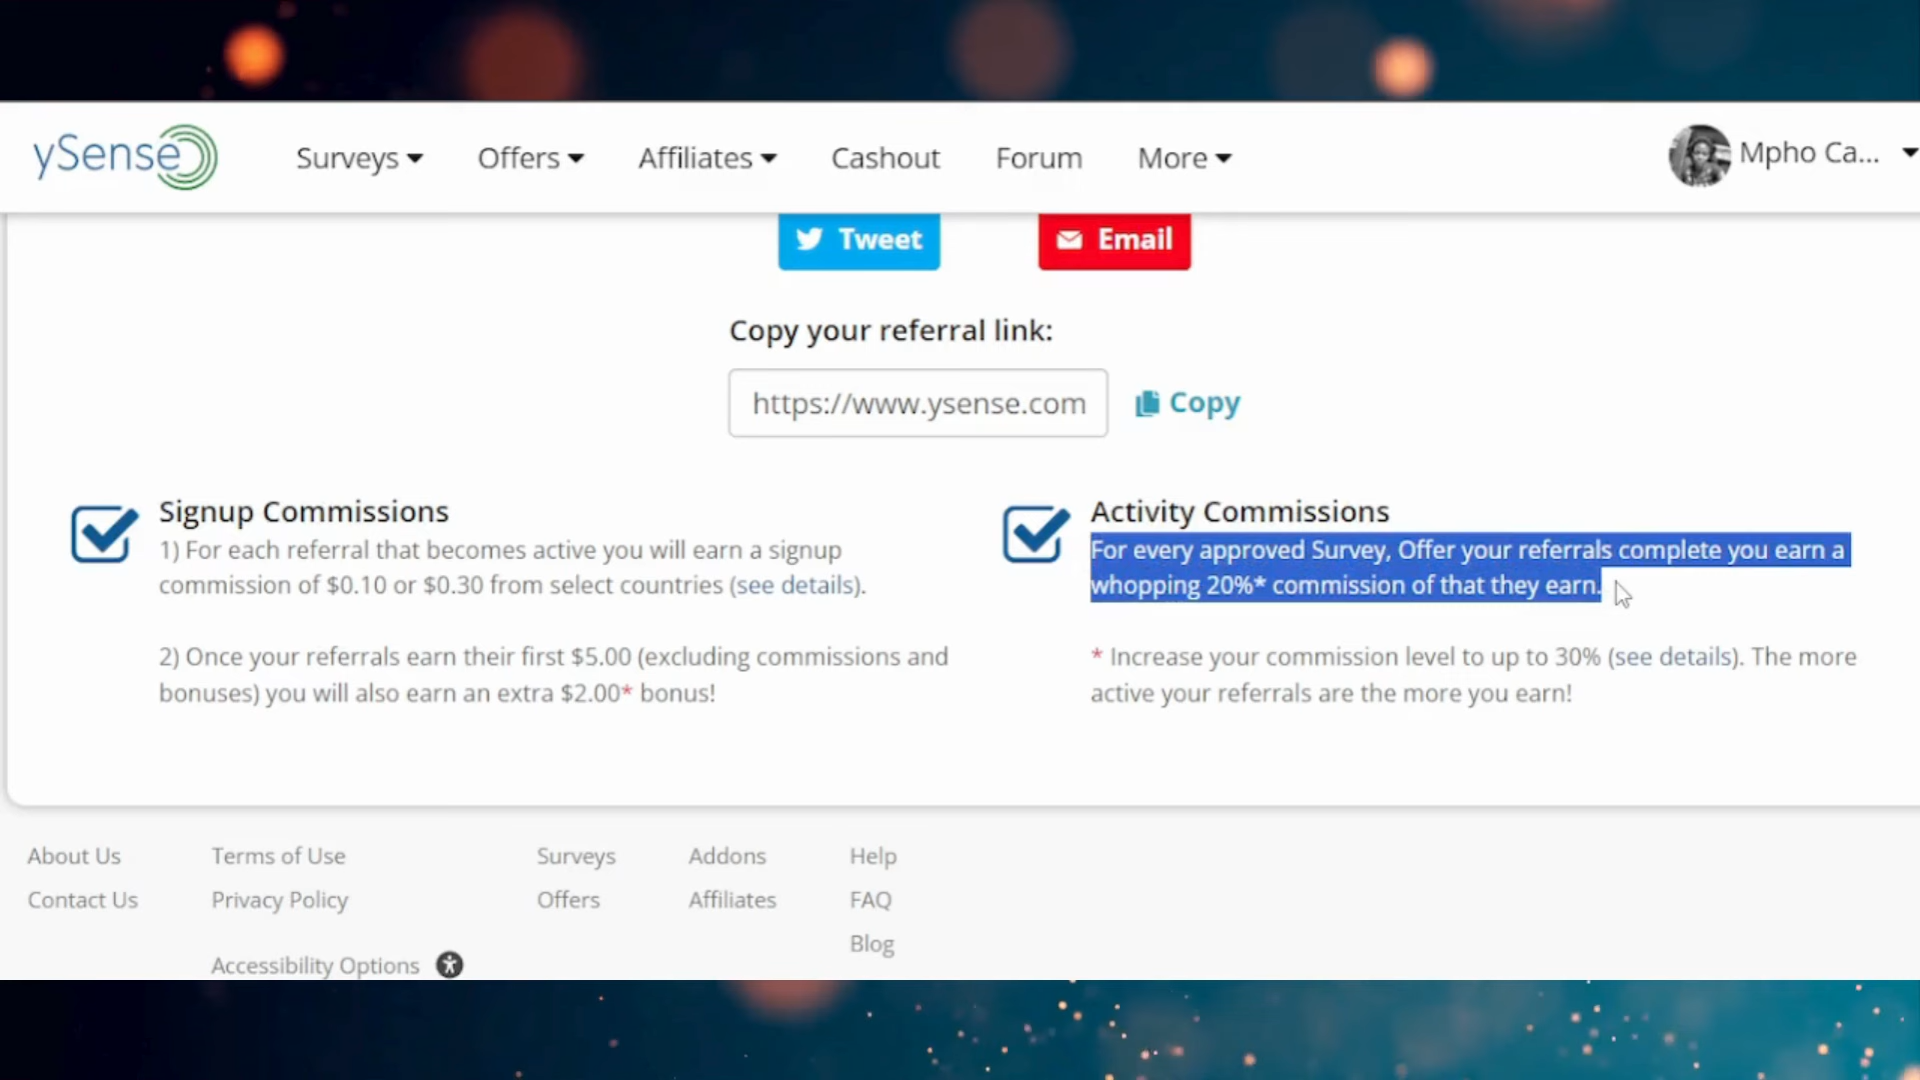 ySense
Surveys Offers Affiliates Cashout Forum More Mpho Ca...
Tweet Email
Copy your referral link:
https://www.ysense.com Copy
Signup Commissions
1) For each referral that becomes active you will earn a signup
commission of $0.10 or $0.30 from select countries (see details).
2) Once your referrals earn their first $5.00 (excluding commissions and
bonuses) you will also earn an extra $2.00* bonus!
Activity Commissions
For every approved Survey, Offer your referrals complete you earn a
whopping 20%* commission of that they earn.
* Increase your commission level to up to 30% (see details). The more
active your referrals are the more you earn!
About Us Terms of Use Surveys Addons Help
Contact Us Privacy Policy Offers Affiliates FAQ
Blog
Accessibility Options